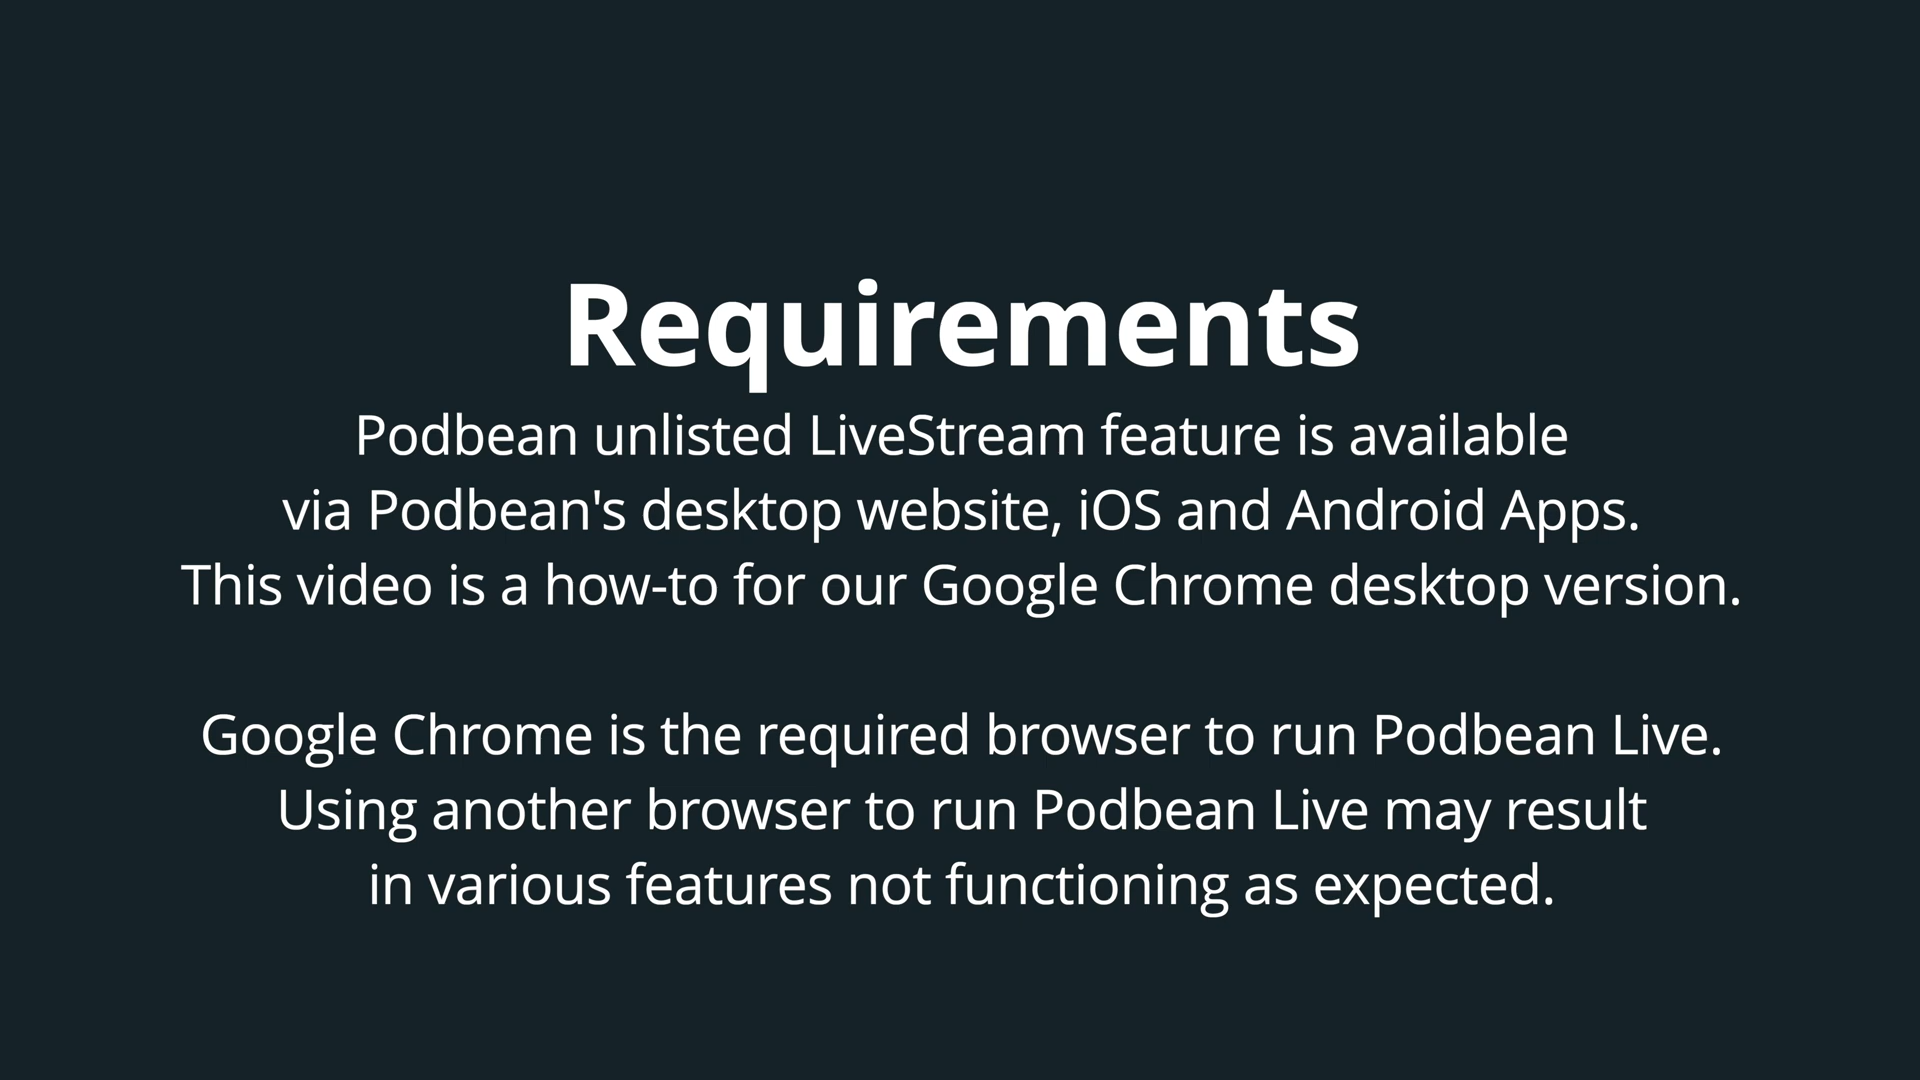 Requirements
Podbean unlisted LiveStream feature is available
via Podbean's desktop website, iOS and Android Apps.
This video is a how-to for our Google Chrome desktop version.
Google Chrome is the required browser to run Podbean Live.
Using another browser to run Podbean Live may result
in various features not functioning as expected.